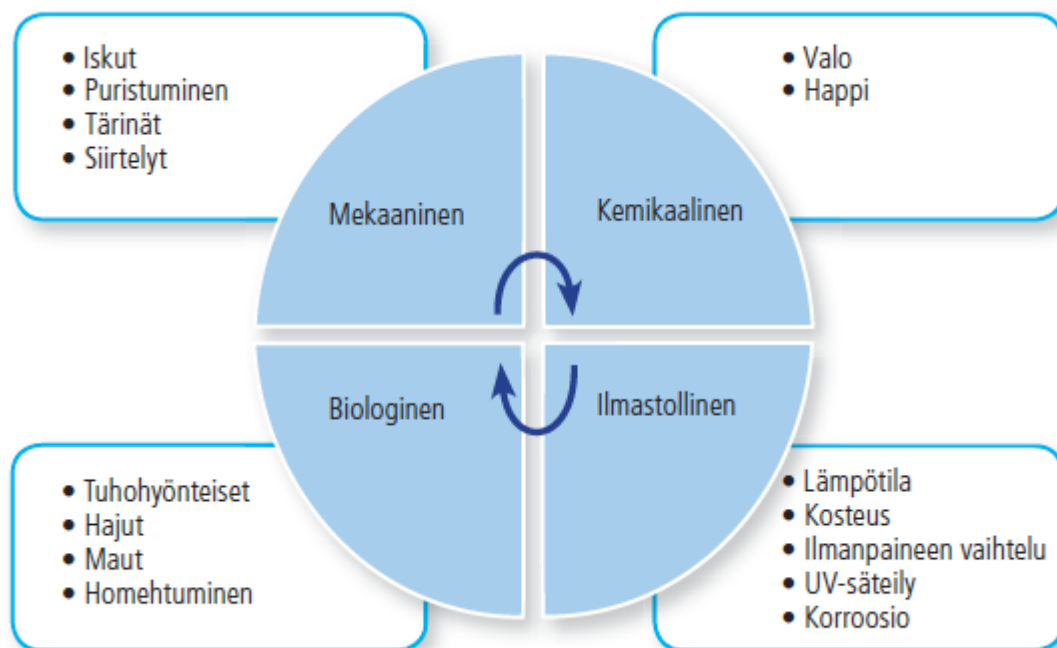 • Iskut
• Puristuminen
• Tärinät
• Siirtelyt
• Valo
• Happi
Mekaaninen
Kemikaalinen
Biologinen
Ilmastollinen
• Tuhohyönteiset
• Hajut
• Maut
• Homehtuminen
• Lämpötila
• Kosteus
• Ilmanpaineen vaihtelu
• UV-säteily
• Korroosio